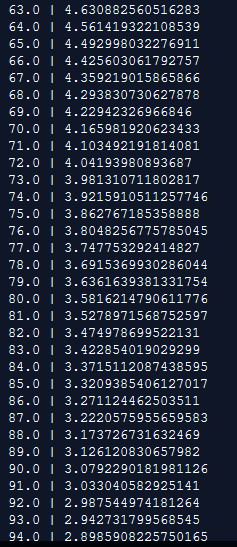 63.0 | 4.630882560516283
64.0 | 4.561419322108539
65.0 | 4.492998032276911
66.0 | 4.425603061792757
67.0 | 4.359219015865866
68.0 | 4.293830730627878
69.0 | 4.22942326966846
70.0 | 4.165981920623433
71.0 | 4.103492191814081
72.0 | 4.04193980893687
73.0 | 3.981310711802817
74.0 | 3.9215910511257746
75.0 | 3.862767185358888
76.0 | 3.8048256775785045
77.0 | 3.747753292414827
78.0 | 3.6915369930286044
79.0 | 3.6361639381331754
80.0 | 3.5816214790611776
81.0 | 3.5278971568752597
82.0 | 3.474978699522131
83.0 | 3.422854019029299
84.0 | 3.3715112087438595
85.0 | 3.3209385406127017
86.0 | 3.271124462503511
87.0 | 3.2220575955659583
88.0 | 3.173726731632469
89.0 | 3.126120830657982
90.0 | 3.0792290181981126
91.0 | 3.033040582925141
92.0 | 2.987544974181264
93.0 | 2.942731799568545
94.0 | 2.8985908225750165